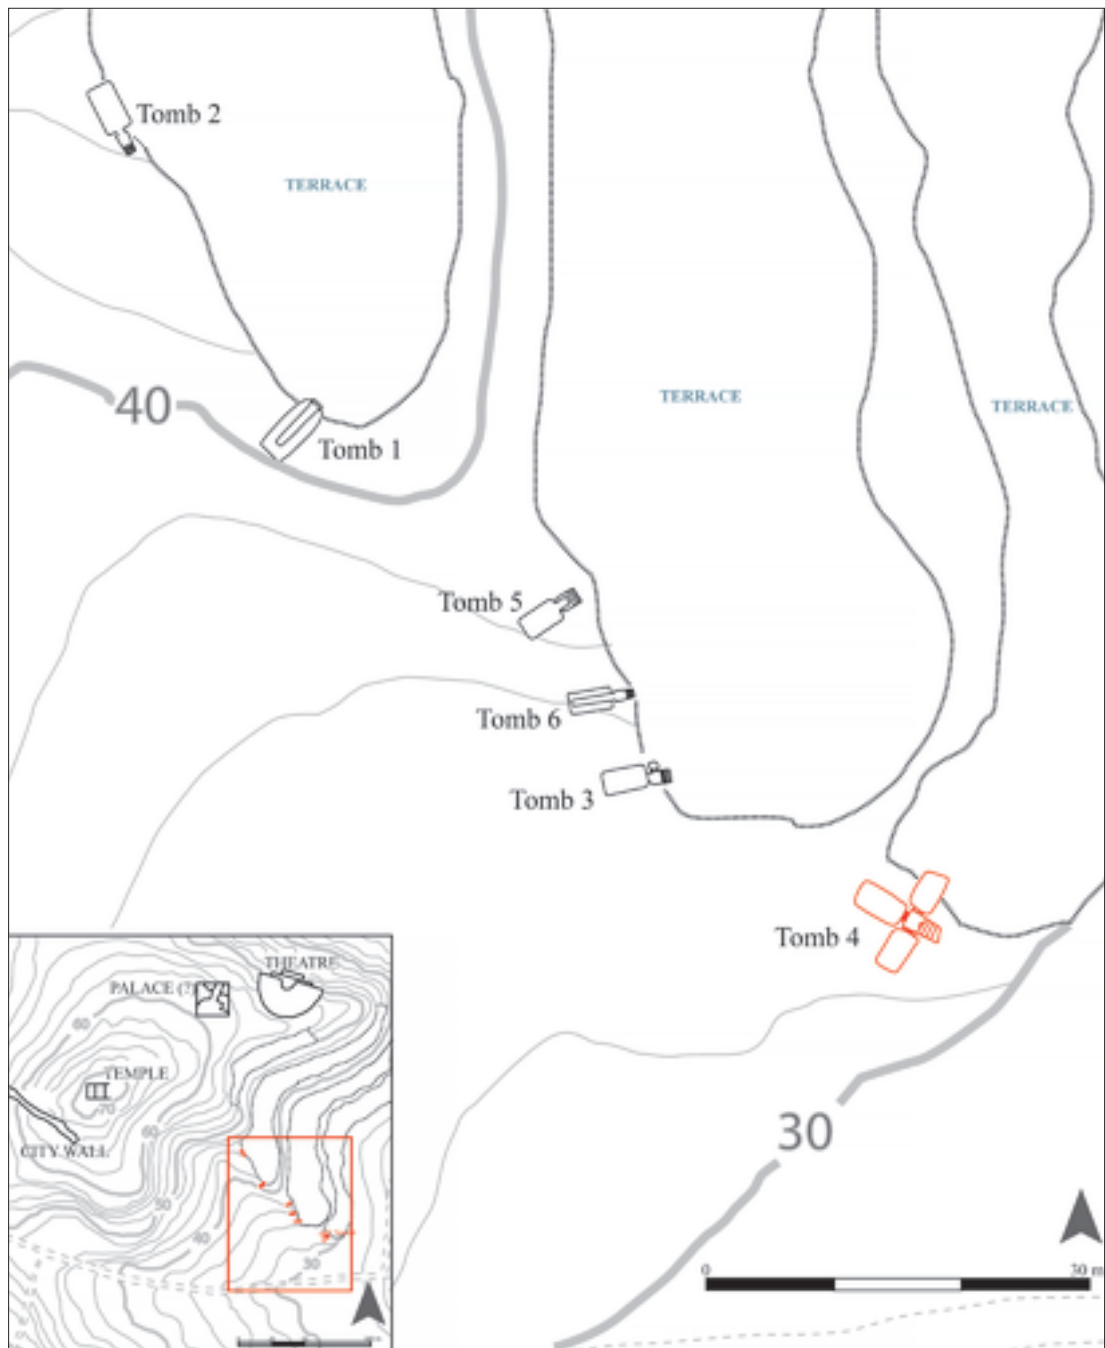 Tomb 2
TERRACE
40
Tomb 1
TERRACE
TERRACE
Tomb 5
Tomb 6
Tomb 3
Tomb 4
THEATRE
PALACE (?)
60
TEMPLE
70
60
CITY WALL
50
40
30
30
0 30 m